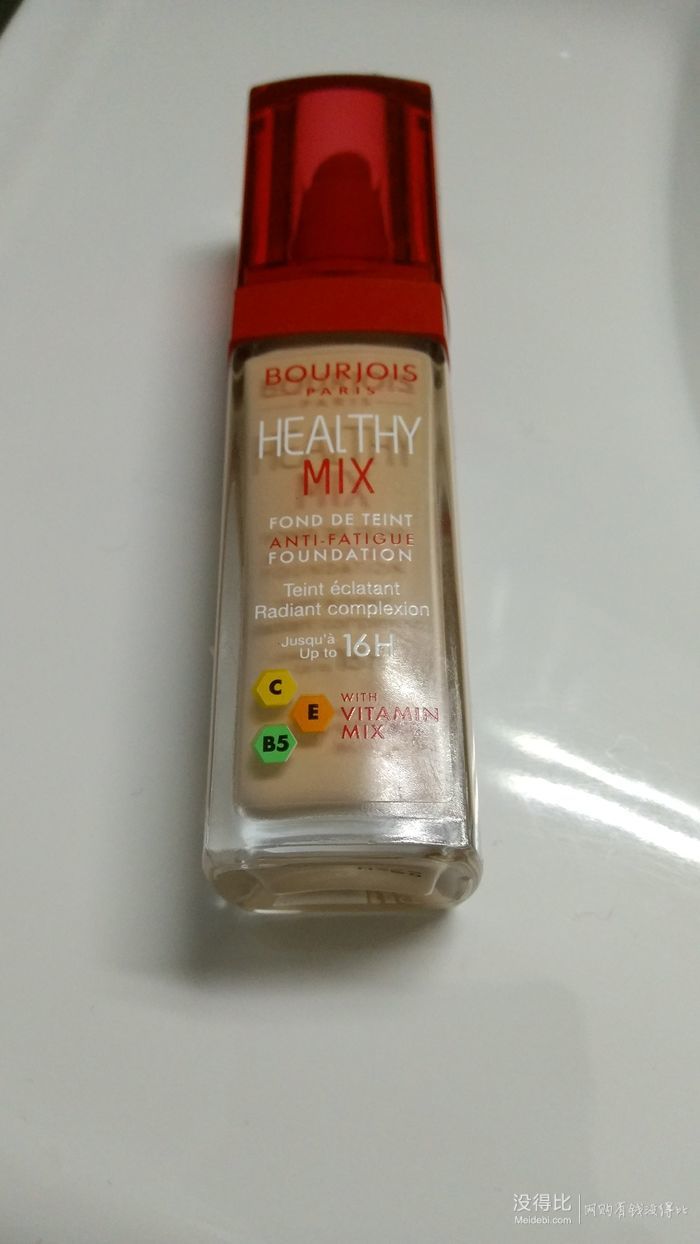 BOURJOIS
PARIS
HEALTHY
MIX
FOND DE TEINT
ANTI-FATIGUE
FOUNDATION
Teint éclatant
Radiant complexion
Jusqu'à
Up to 16H
C
E
B5
WITH
VITAMIN
MIX
没得比 网购有钱没得比
Meidebi.com